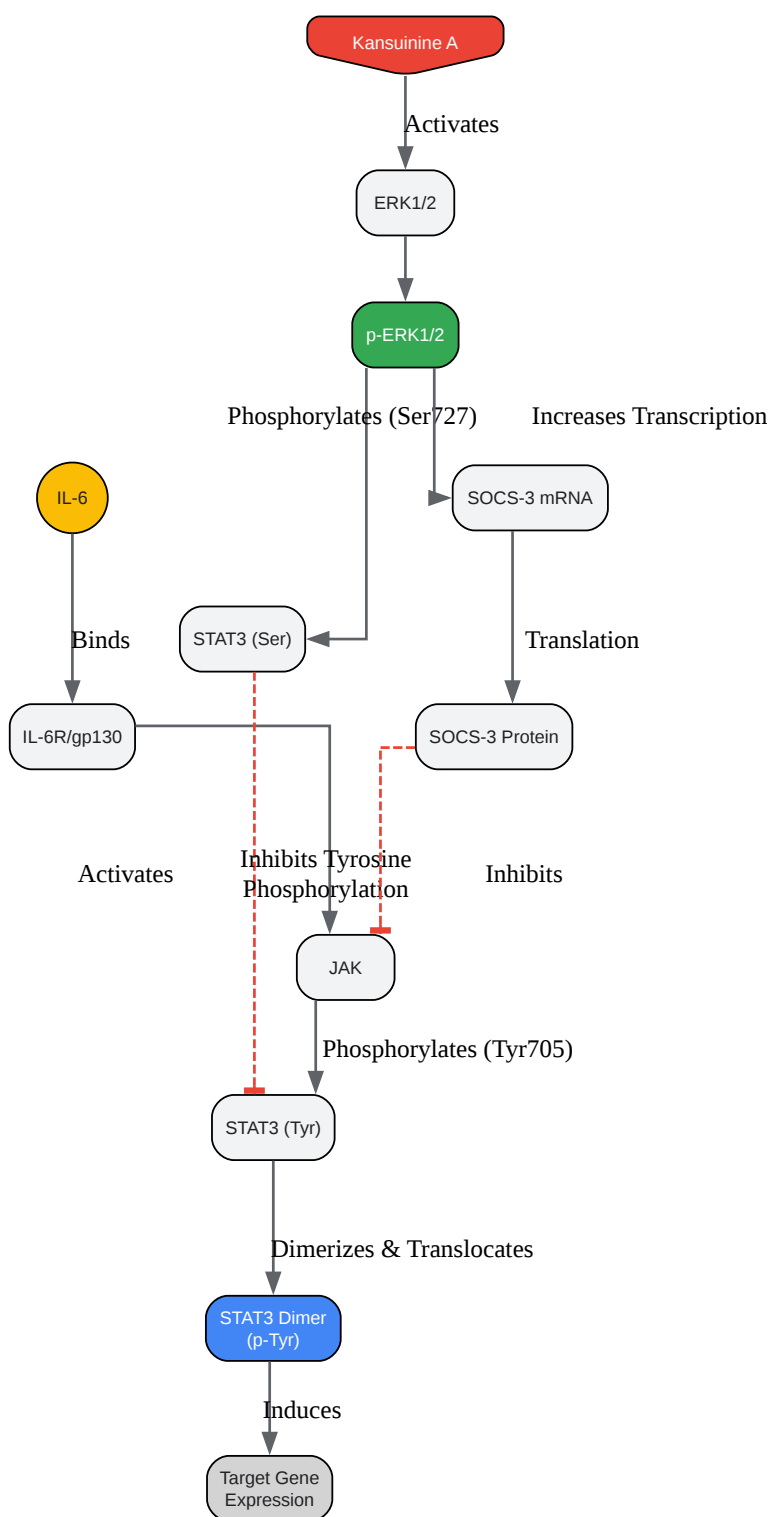 Kansuinine A
Activates
ERK1/2
p-ERK1/2
Phosphorylates (Ser727)
Increases Transcription
IL-6
SOCS-3 mRNA
Binds
STAT3 (Ser)
Translation
IL-6R/gp130
SOCS-3 Protein
Activates
Inhibits Tyrosine
Phosphorylation
Inhibits
JAK
Phosphorylates (Tyr705)
STAT3 (Tyr)
Dimerizes & Translocates
STAT3 Dimer
(p-Tyr)
Induces
Target Gene
Expression